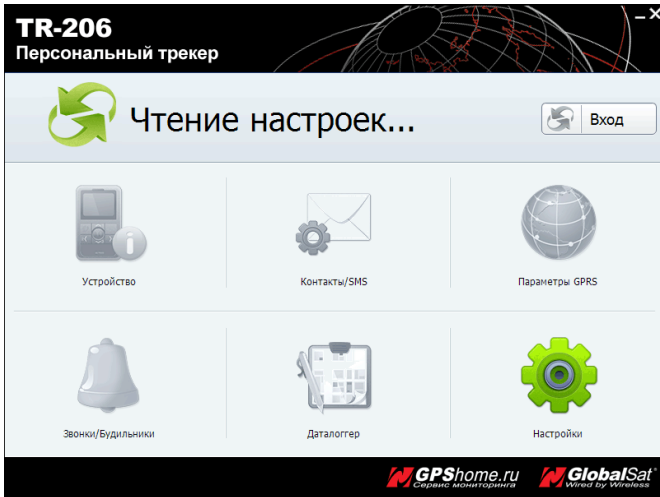 TR-206
Персональный трекер
Чтение настроек...
Вход
Устройство
Контакты/SMS
Параметры GPRS
Звонки/Будильники
Даталоггер
Настройки
GPShome.ru
Сервис мониторинга
GlobalSat
Wired by Wireless